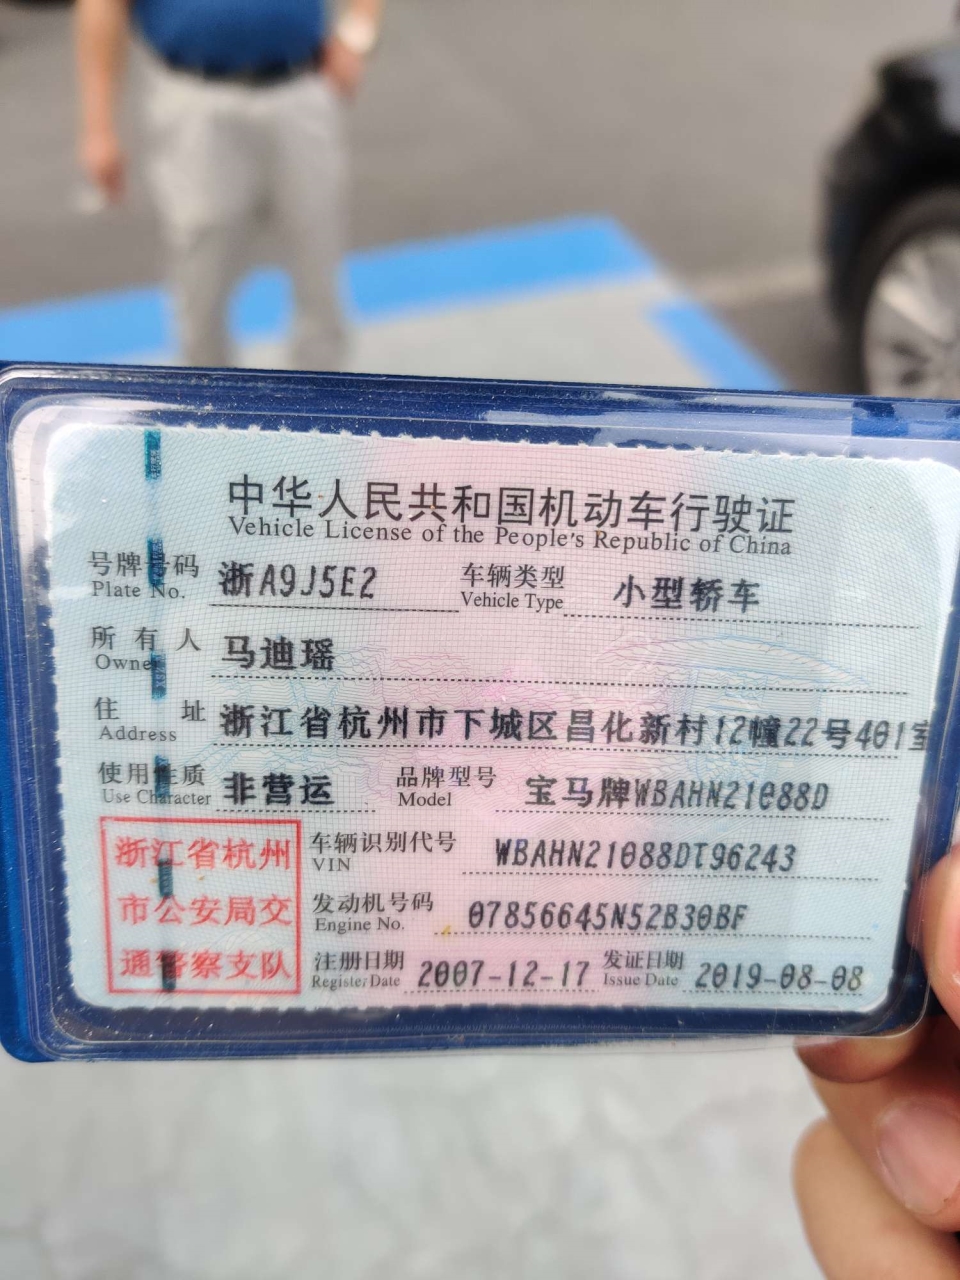 中华人民共和国机动车行驶证
Vehicle License of the People's Republic of China
号牌号码 浙A9J5E2 车辆类型 小型轿车
Plate No. Vehicle Type
所有人 马迪瑶
Owner
住址 浙江省杭州市下城区昌化新村12幢22号401室
Address
使用性质 非营运 品牌型号 宝马牌WBAHN21088D
Use Character Model
浙江省杭州 车辆识别代号 WBAHN21088DT96243
VIN
市公安局交 发动机号码 07856645N52B30BF
Engine No.
通警察支队 注册日期 2007-12-17 发证日期 2019-08-08
Register Date Issue Date